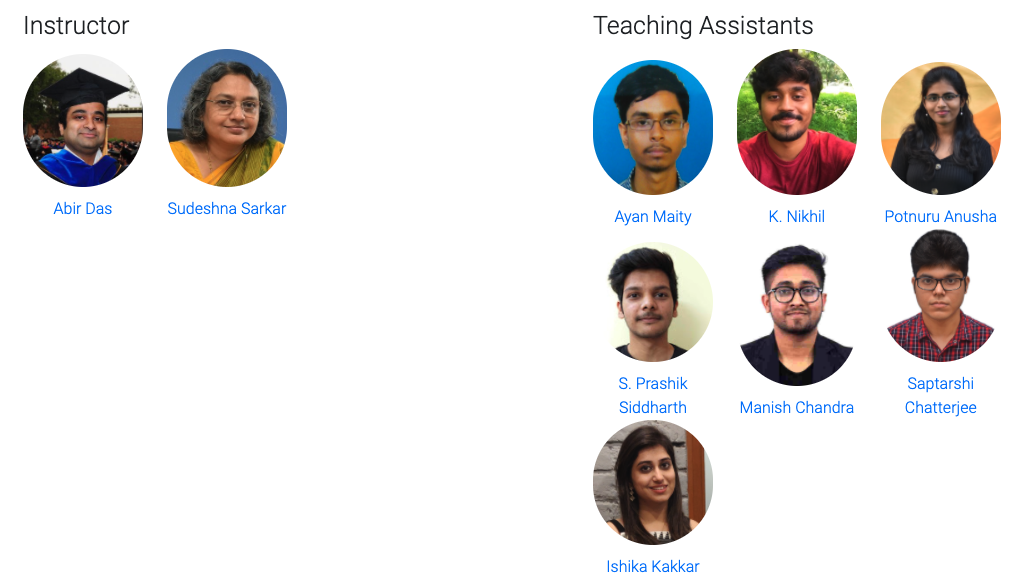 Instructor
Abir Das
Sudeshna Sarkar
Teaching Assistants
Ayan Maity
K. Nikhil
Potnuru Anusha
S. Prashik
Siddharth
Manish Chandra
Saptarshi
Chatterjee
Ishika Kakkar